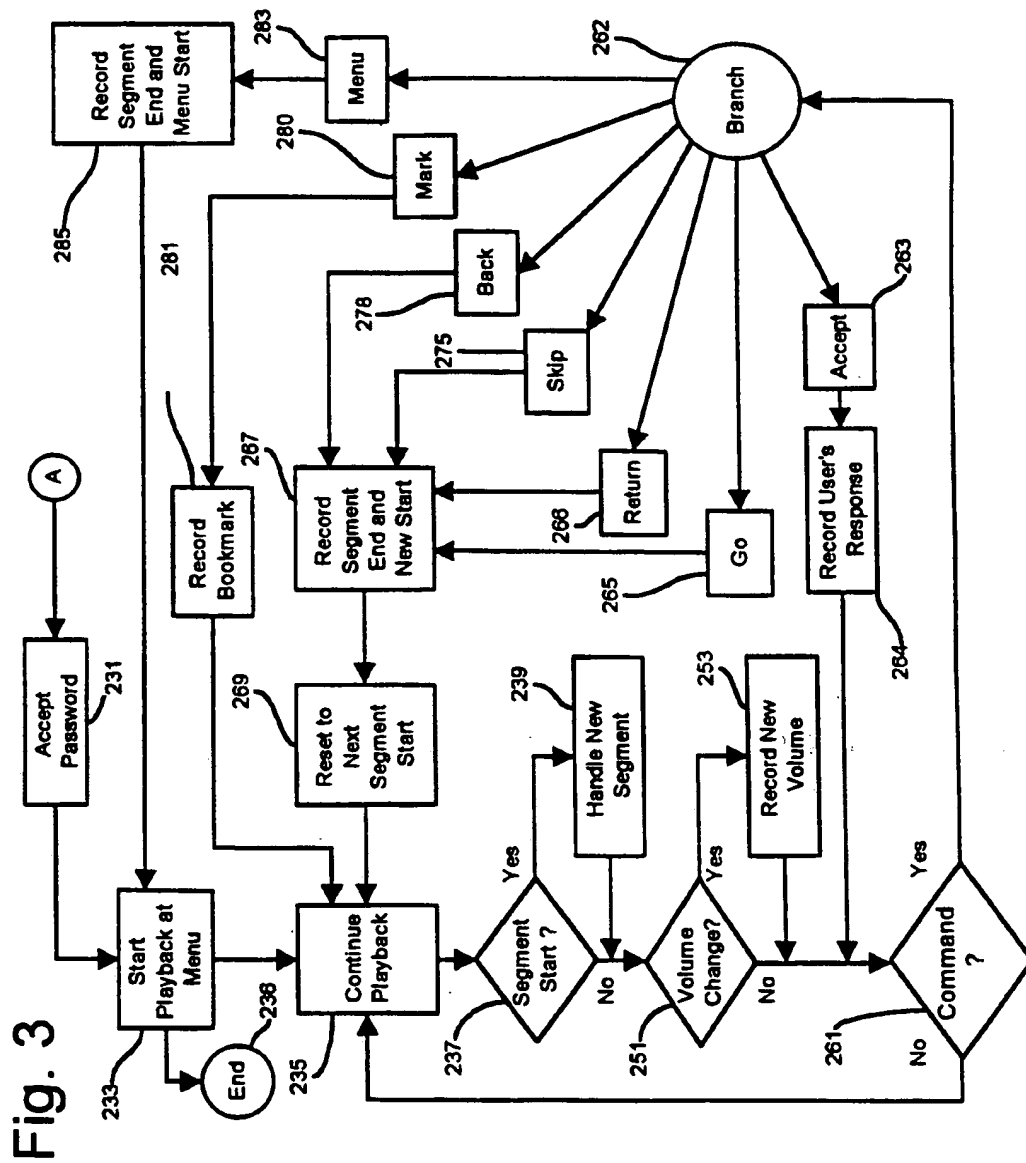 Fig. 3
A
Accept
Password
231
Start
Playback at
Menu
233
End
236
Continue
Playback
235
Segment
Start ?
237
Yes
No
Handle New
Segment
239
Volume
Change?
251
Yes
No
Record New
Volume
253
Command
?
261
Yes
No
Branch
262
Accept
263
Record User's
Response
264
Go
265
Return
266
Record
Segment
End and
New Start
267
Reset to
Next
Segment
Start
269
Skip
275
Back
278
Mark
280
Record
Bookmark
281
Menu
283
Record
Segment
End and
Menu Start
285